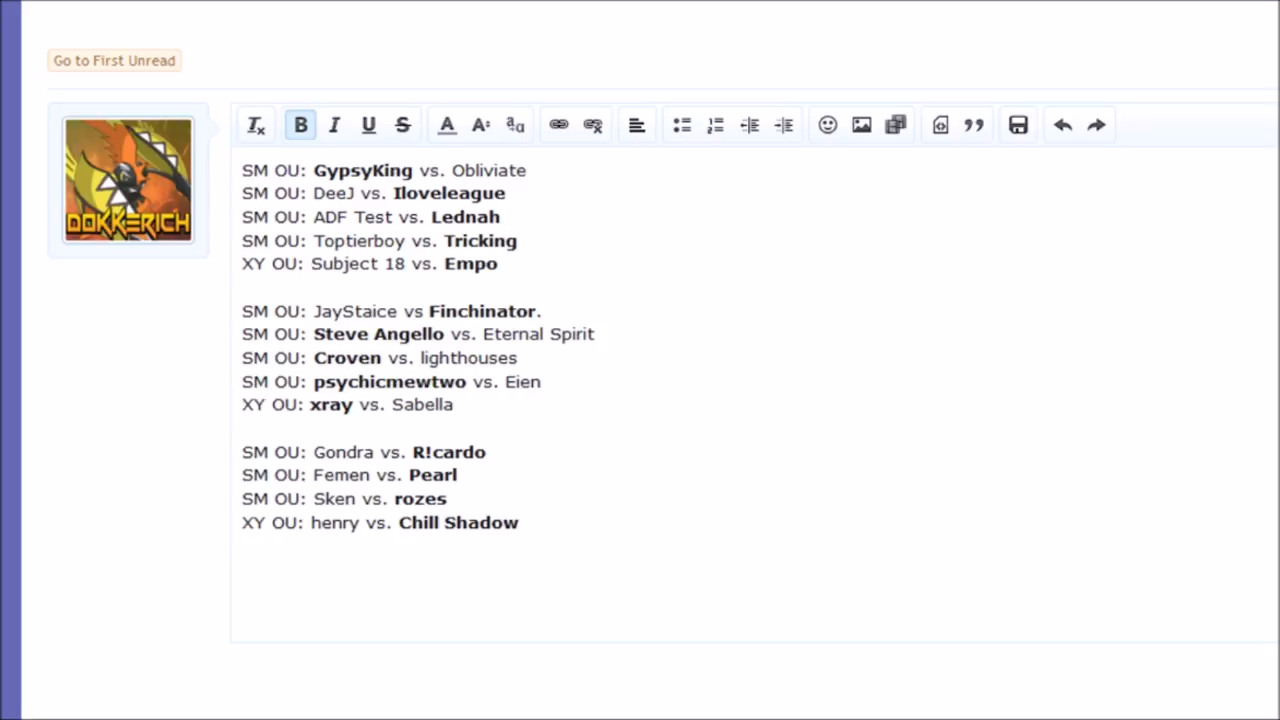 Go to First Unread
DOKKERICH
SM OU: GypsyKing vs. Obliviate
SM OU: DeeJ vs. Iloveleague
SM OU: ADF Test vs. Lednah
SM OU: Toptierboy vs. Tricking
XY OU: Subject 18 vs. Empo
SM OU: JayStaice vs Finchinator.
SM OU: Steve Angello vs. Eternal Spirit
SM OU: Croven vs. lighthouses
SM OU: psychicmewtwo vs. Eien
XY OU: xray vs. Sabella
SM OU: Gondra vs. R!cardo
SM OU: Femen vs. Pearl
SM OU: Sken vs. rozes
XY OU: henry vs. Chill Shadow